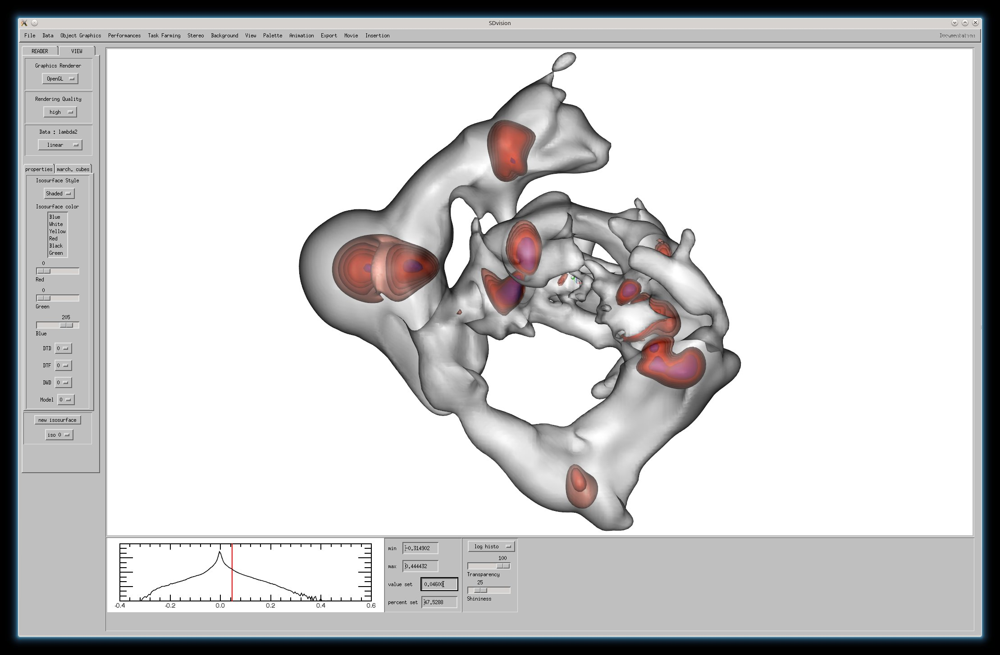 SDvision
File Data Object Graphics Performances Task Farming Stereo Background View Palette Animation Export Movie Insertion Documentation
READER VIEW
Graphics Renderer
OpenGL
Rendering Quality
high
Data : lambda2
linear
properties march. cubes
Isosurface Style
Shaded
Isosurface color
Blue
White
Yellow
Red
Black
Green
0
Red
0
Green
205
Blue
DTD 0
DTF 0
DWD 0
Model 0
new isosurface
iso 0
-0.4 -0.2 0.0 0.2 0.4 0.6
min -0.314902
max 0.444432
value set 0.04600
percent set 47.5288
log histo
100
Transparency
25
Shininess